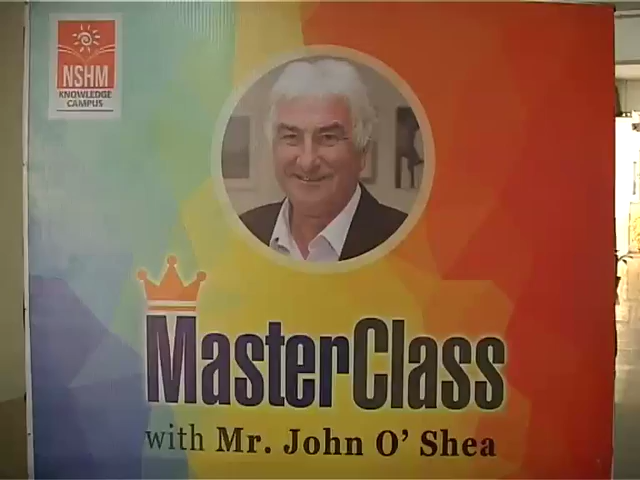 NSHM
KNOWLEDGE
CAMPUS
MasterClass
with Mr. John O' Shea